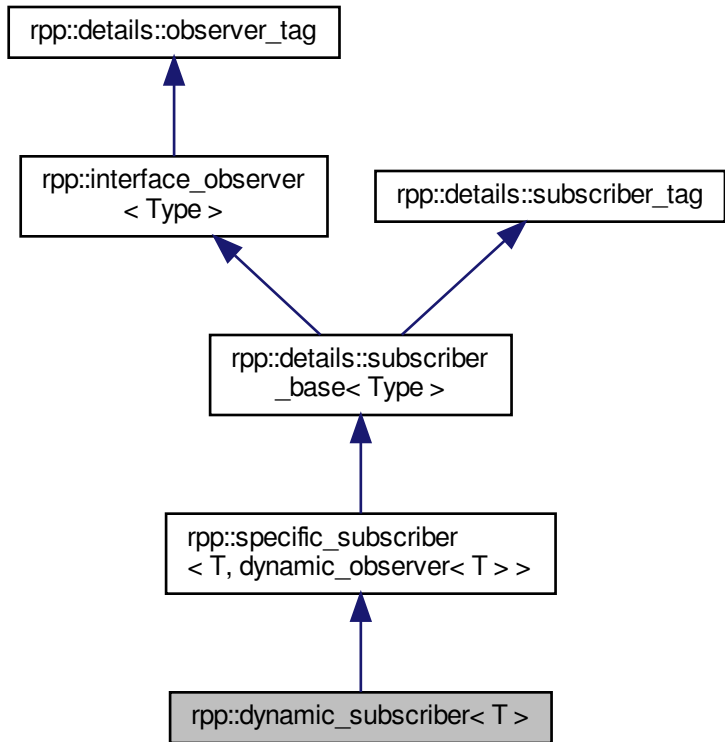 rpp::details::observer_tag
rpp::interface_observer
< Type >
rpp::details::subscriber_tag
rpp::details::subscriber
_base< Type >
rpp::specific_subscriber
< T, dynamic_observer< T > >
rpp::dynamic_subscriber< T >